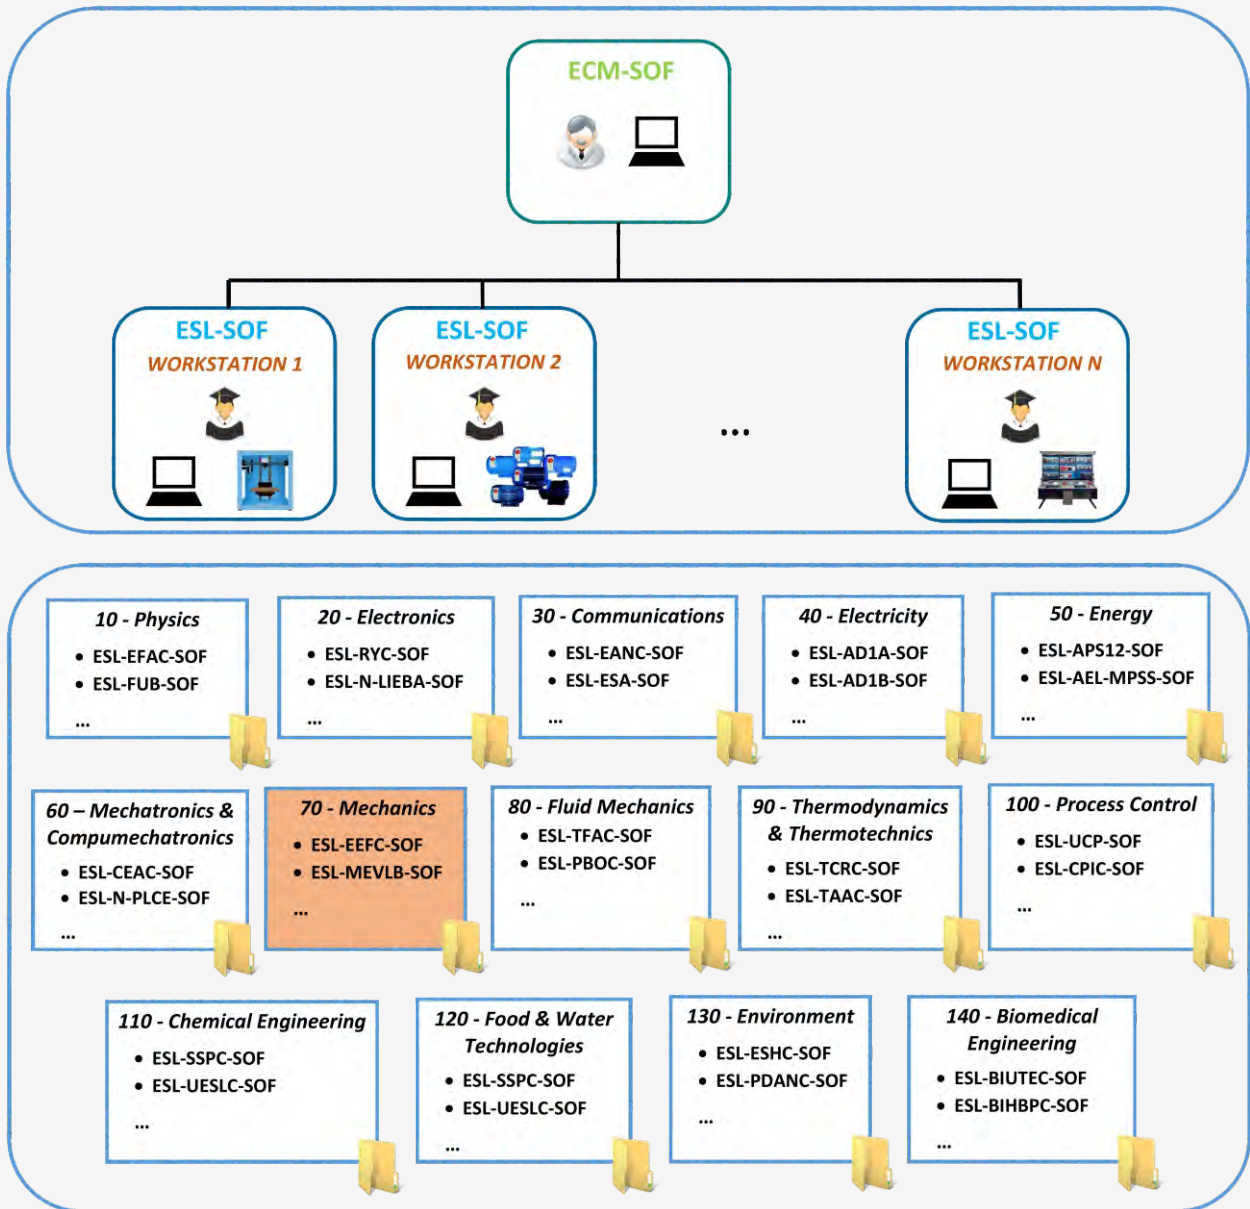 ECM-SOF
ESL-SOF
WORKSTATION 1
ESL-SOF
WORKSTATION 2
...
ESL-SOF
WORKSTATION N
10 - Physics
• ESL-EFAC-SOF
• ESL-FUB-SOF
...
20 - Electronics
• ESL-RYC-SOF
• ESL-N-LIEBA-SOF
...
30 - Communications
• ESL-EANC-SOF
• ESL-ESA-SOF
...
40 - Electricity
• ESL-AD1A-SOF
• ESL-AD1B-SOF
...
50 - Energy
• ESL-APS12-SOF
• ESL-AEL-MPSS-SOF
...
60 – Mechatronics &
Compumechatronics
• ESL-CEAC-SOF
• ESL-N-PLCE-SOF
...
70 - Mechanics
• ESL-EEFC-SOF
• ESL-MEVLB-SOF
...
80 - Fluid Mechanics
• ESL-TFAC-SOF
• ESL-PBOC-SOF
...
90 - Thermodynamics
& Thermotechnics
• ESL-TCRC-SOF
• ESL-TAAC-SOF
...
100 - Process Control
• ESL-UCP-SOF
• ESL-CPIC-SOF
...
110 - Chemical Engineering
• ESL-SSPC-SOF
• ESL-UESLC-SOF
...
120 - Food & Water
Technologies
• ESL-SSPC-SOF
• ESL-UESLC-SOF
...
130 - Environment
• ESL-ESHC-SOF
• ESL-PDANC-SOF
...
140 - Biomedical
Engineering
• ESL-BIUTEC-SOF
• ESL-BIHBPC-SOF
...